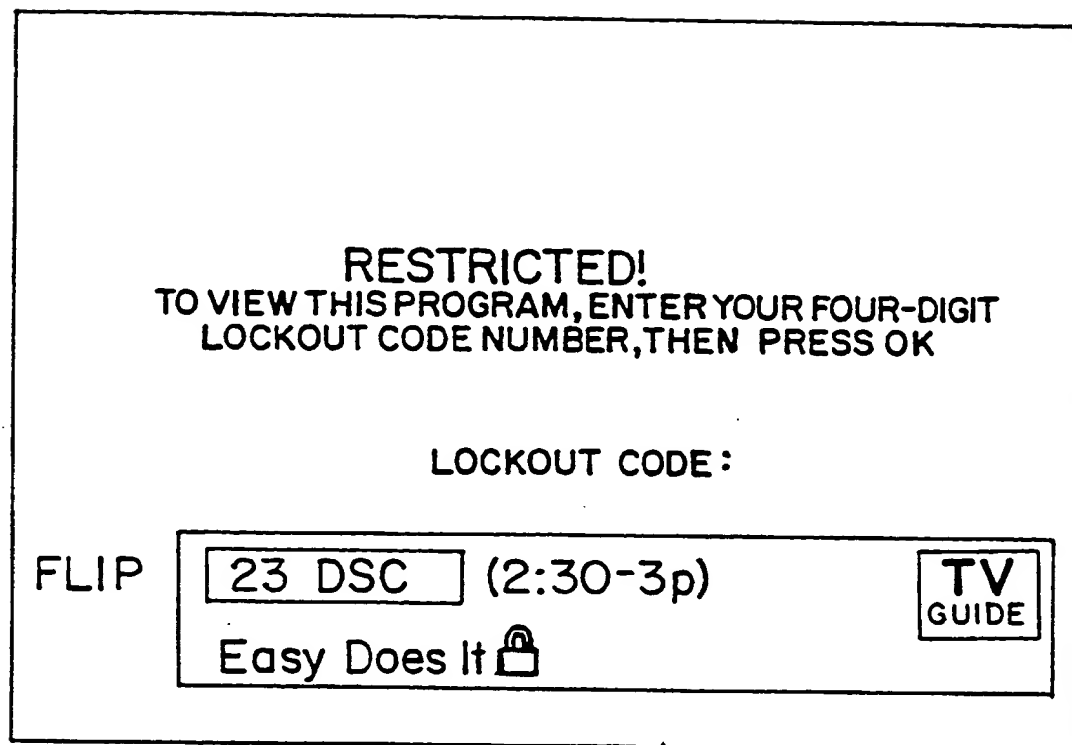 RESTRICTED!
TO VIEW THIS PROGRAM, ENTER YOUR FOUR-DIGIT
LOCKOUT CODE NUMBER, THEN PRESS OK
LOCKOUT CODE:
FLIP
23 DSC (2:30-3p)
TV
GUIDE
Easy Does It